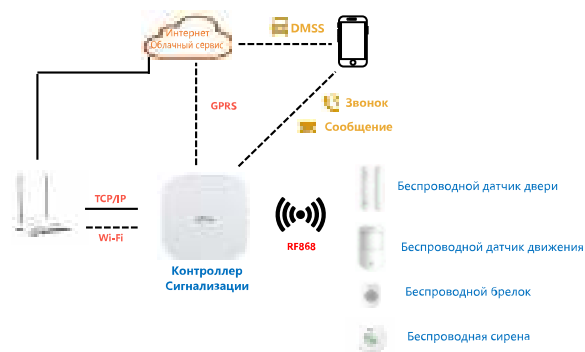 Интернет
Облачный сервис
DMSS
GPRS
Звонок
Сообщение
TCP/IP
Wi-Fi
RF868
Контроллер
Сигнализации
Беспроводной датчик двери
Беспроводной датчик движения
Беспроводной брелок
Беспроводная сирена